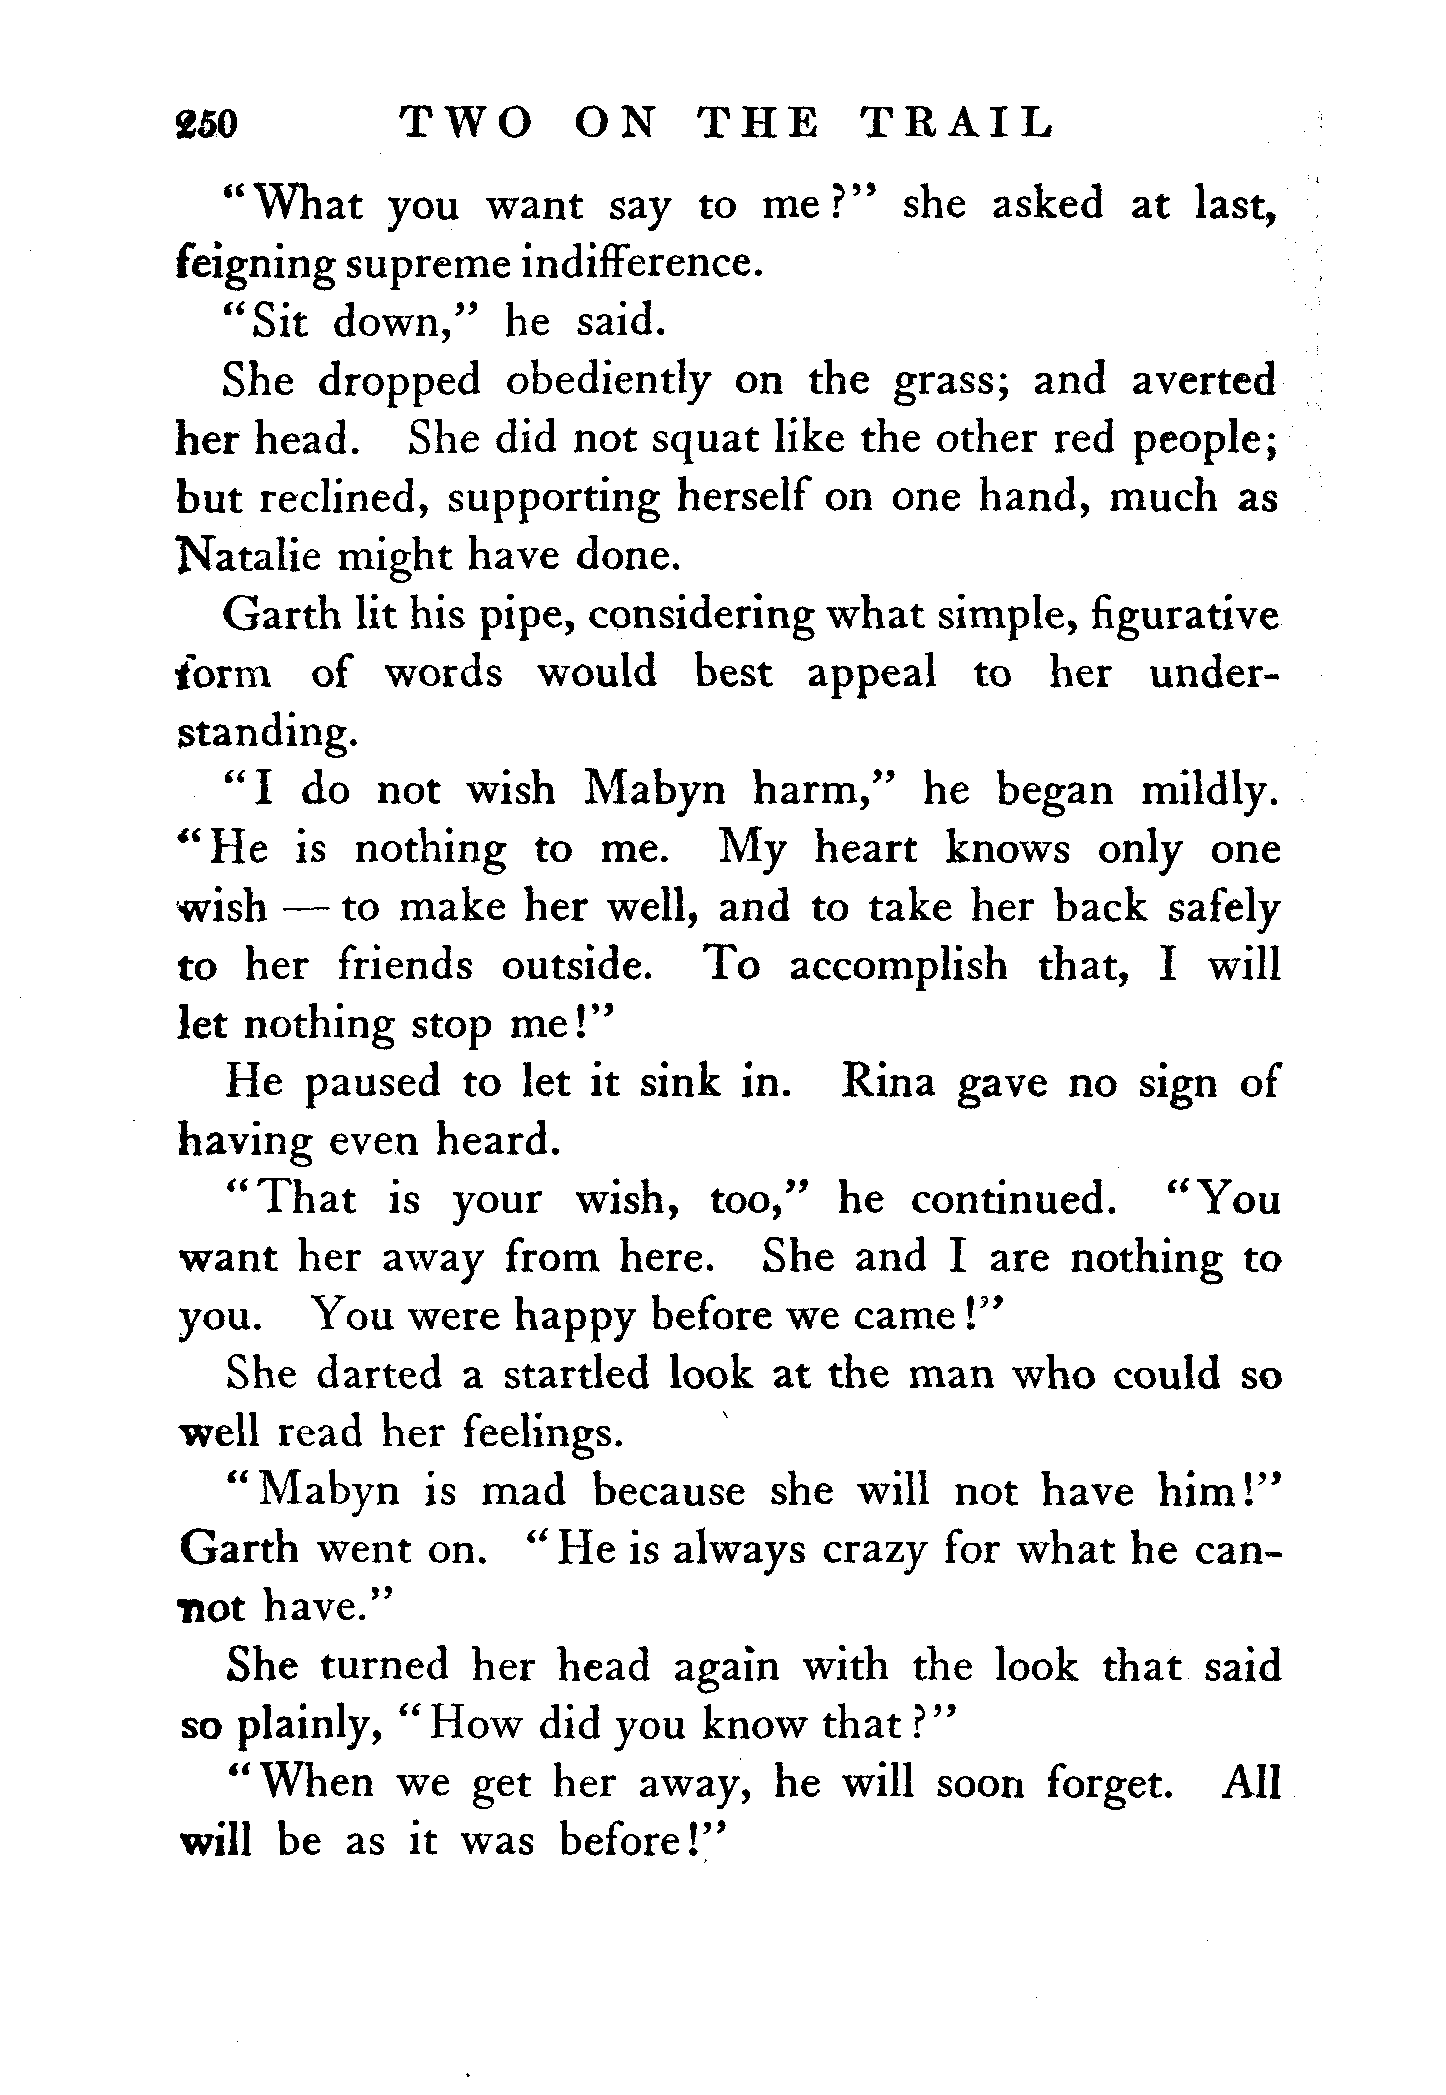 250 TWO ON THE TRAIL
“What you want say to me?” she asked at last,
feigning supreme indifference.
“Sit down,” he said.
She dropped obediently on the grass; and averted
her head. She did not squat like the other red people;
but reclined, supporting herself on one hand, much as
Natalie might have done.
Garth lit his pipe, considering what simple, figurative
form of words would best appeal to her under-
standing.
“I do not wish Mabyn harm,” he began mildly.
“He is nothing to me. My heart knows only one
wish — to make her well, and to take her back safely
to her friends outside. To accomplish that, I will
let nothing stop me!”
He paused to let it sink in. Rina gave no sign of
having even heard.
“That is your wish, too,” he continued. “You
want her away from here. She and I are nothing to
you. You were happy before we came!”
She darted a startled look at the man who could so
well read her feelings.
“Mabyn is mad because she will not have him!”
Garth went on. “He is always crazy for what he can-
not have.”
She turned her head again with the look that said
so plainly, “How did you know that?”
“When we get her away, he will soon forget. All
will be as it was before!”